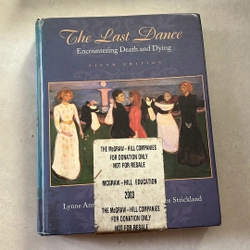 The Last Dance
Encountering Death and Dying
FIFTH EDITION
THE McGRAW - HILL COMPANIES
FOR DONATION ONLY
NOT FOR RESALE
McGRAW - HILL EDUCATION
2003
THE McGRAW - HILL COMPANIES
FOR DONATION ONLY
NOT FOR RESALE
Lynne Ann
Strickland